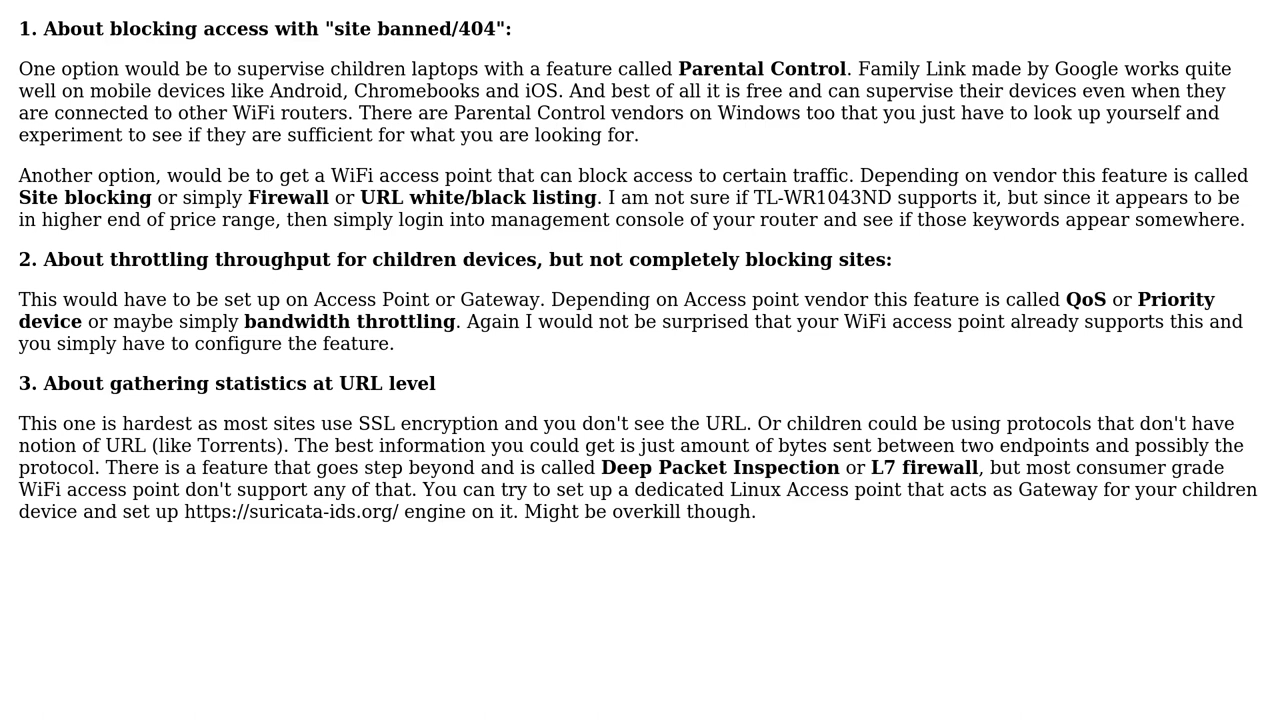 1. About blocking access with "site banned/404":
One option would be to supervise children laptops with a feature called Parental Control. Family Link made by Google works quite
well on mobile devices like Android, Chromebooks and iOS. And best of all it is free and can supervise their devices even when they
are connected to other WiFi routers. There are Parental Control vendors on Windows too that you just have to look up yourself and
experiment to see if they are sufficient for what you are looking for.
Another option, would be to get a WiFi access point that can block access to certain traffic. Depending on vendor this feature is called
Site blocking or simply Firewall or URL white/black listing. I am not sure if TL-WR1043ND supports it, but since it appears to be
in higher end of price range, then simply login into management console of your router and see if those keywords appear somewhere.
2. About throttling throughput for children devices, but not completely blocking sites:
This would have to be set up on Access Point or Gateway. Depending on Access point vendor this feature is called QoS or Priority
device or maybe simply bandwidth throttling. Again I would not be surprised that your WiFi access point already supports this and
you simply have to configure the feature.
3. About gathering statistics at URL level
This one is hardest as most sites use SSL encryption and you don't see the URL. Or children could be using protocols that don't have
notion of URL (like Torrents). The best information you could get is just amount of bytes sent between two endpoints and possibly the
protocol. There is a feature that goes step beyond and is called Deep Packet Inspection or L7 firewall, but most consumer grade
WiFi access point don't support any of that. You can try to set up a dedicated Linux Access point that acts as Gateway for your children
device and set up https://suricata-ids.org/ engine on it. Might be overkill though.